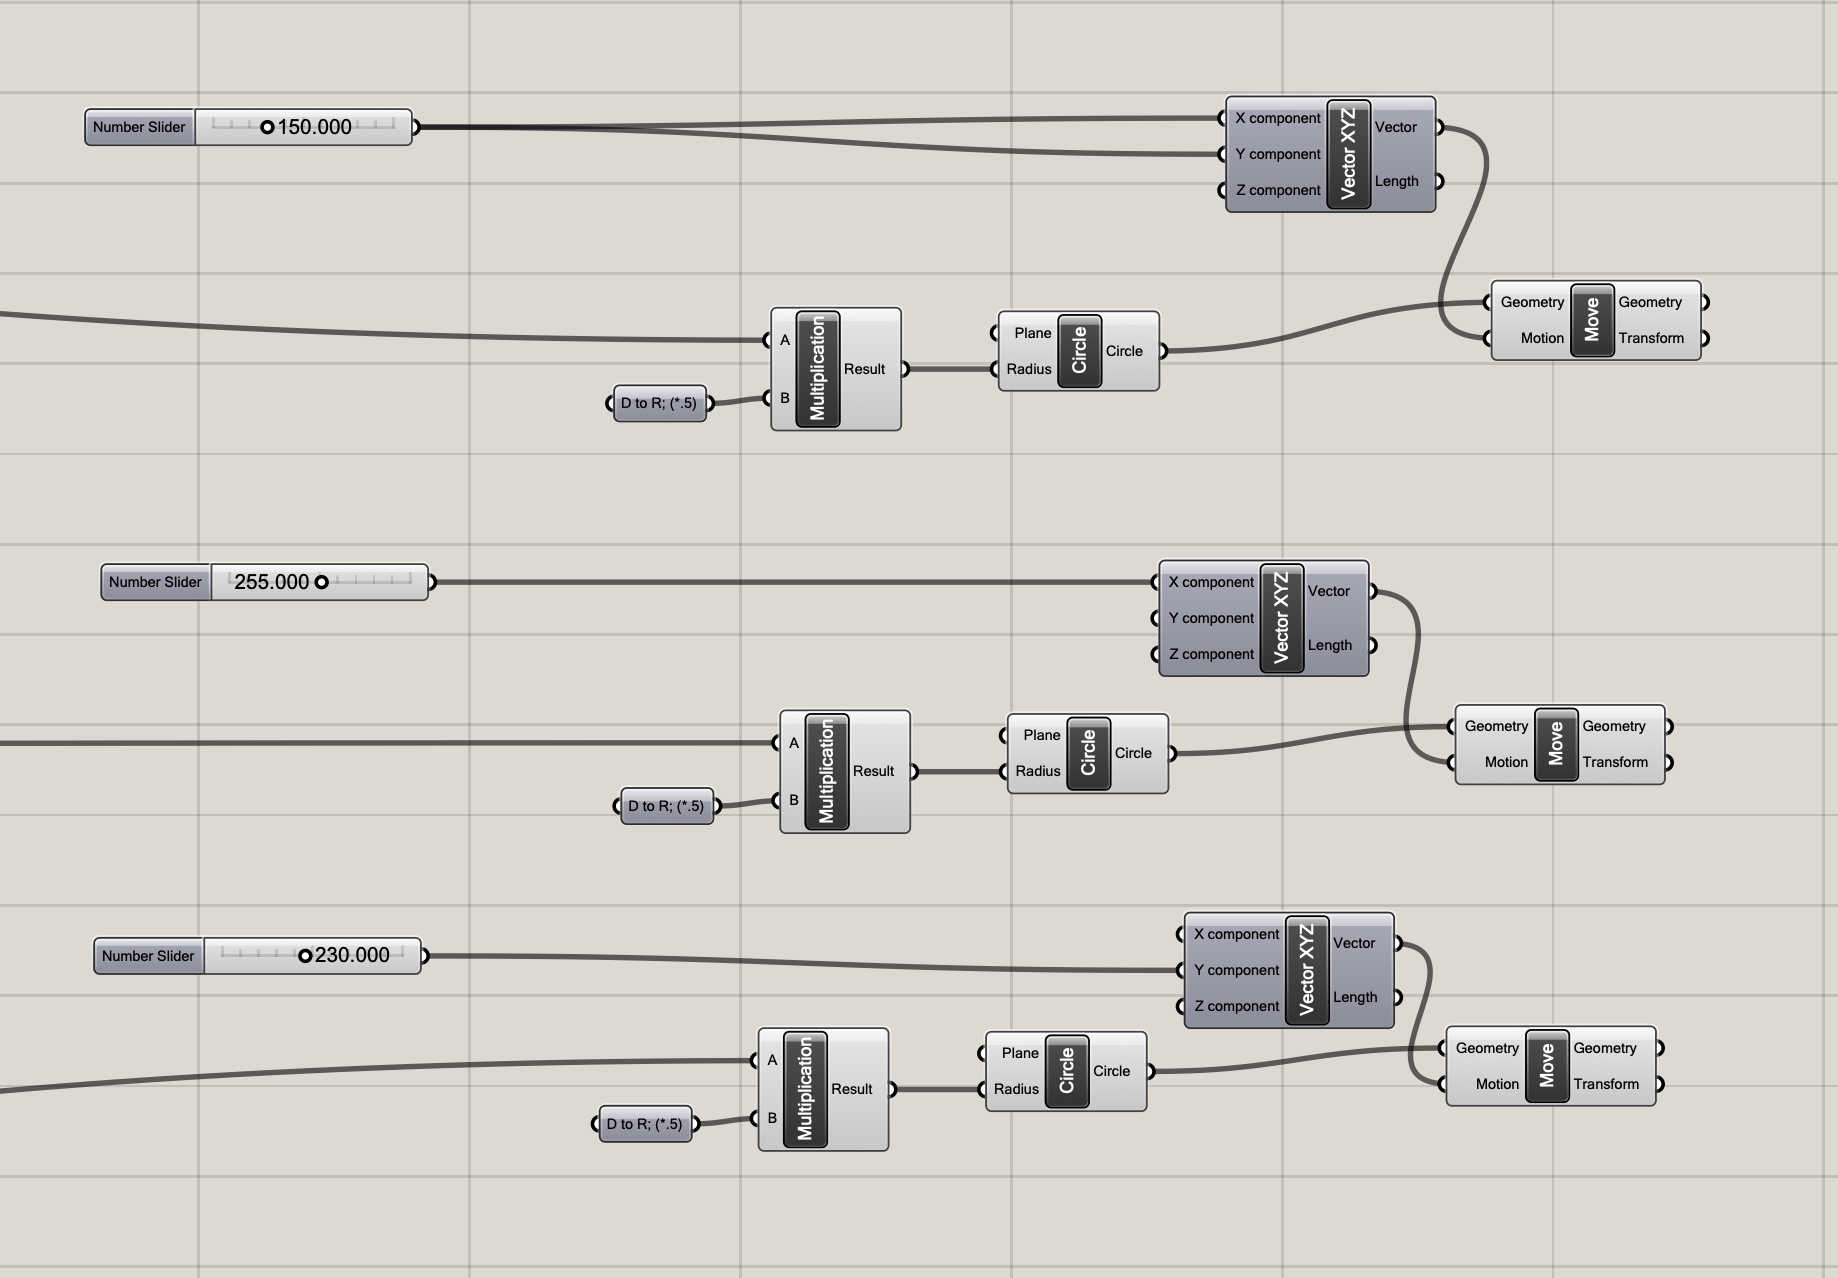 Number Slider 150.000
X component
Y component
Z component
Vector XYZ
Vector
Length
A
B
Multiplication
Result
D to R; (*.5)
Plane
Radius
Circle
Circle
Geometry
Motion
Move
Geometry
Transform
Number Slider 255.000
X component
Y component
Z component
Vector XYZ
Vector
Length
A
B
Multiplication
Result
D to R; (*.5)
Plane
Radius
Circle
Circle
Geometry
Motion
Move
Geometry
Transform
Number Slider 230.000
X component
Y component
Z component
Vector XYZ
Vector
Length
A
B
Multiplication
Result
D to R; (*.5)
Plane
Radius
Circle
Circle
Geometry
Motion
Move
Geometry
Transform